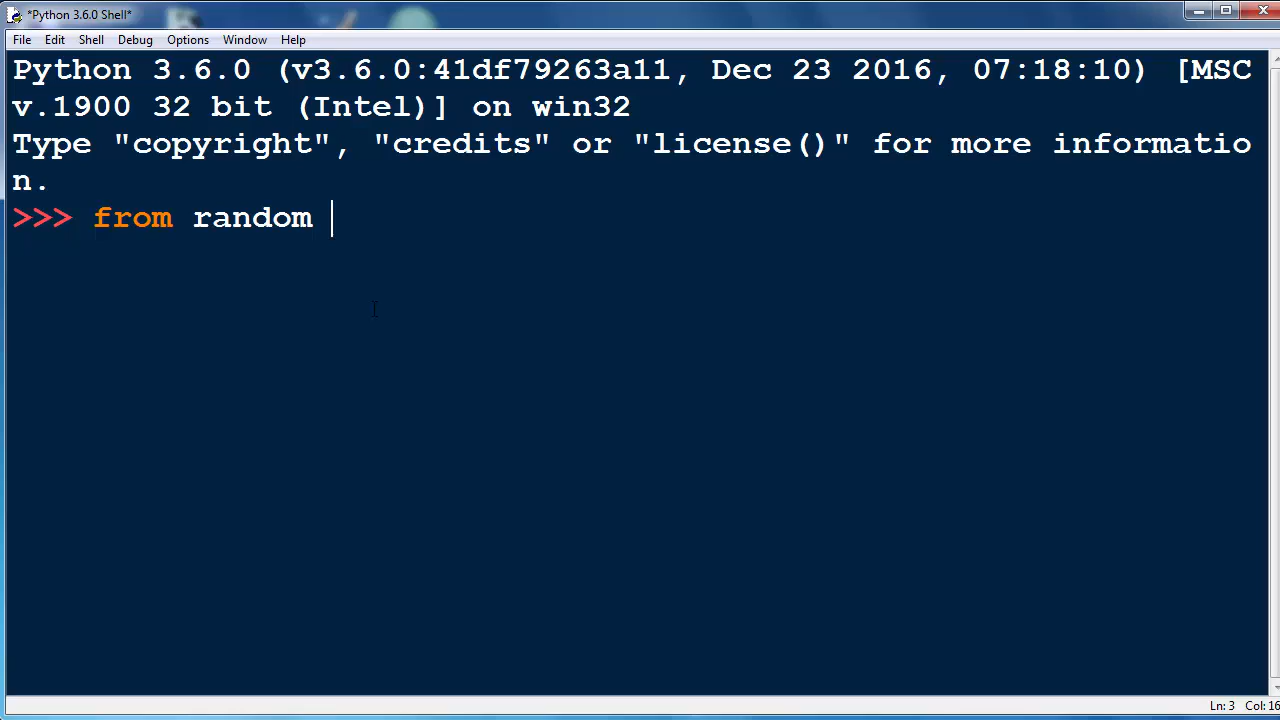 *Python 3.6.0 Shell*
File Edit Shell Debug Options Window Help
Python 3.6.0 (v3.6.0:41df79263a11, Dec 23 2016, 07:18:10) [MSC
v.1900 32 bit (Intel)] on win32
Type "copyright", "credits" or "license()" for more informatio
n.
>>> from random
Ln: 3 Col: 16